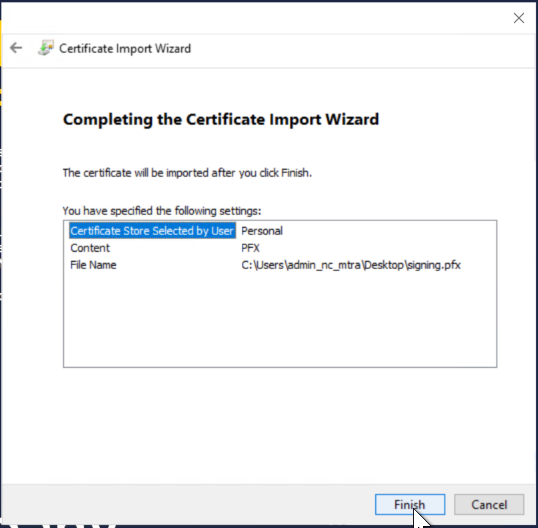 Certificate Import Wizard
Completing the Certificate Import Wizard
The certificate will be imported after you click Finish.
You have specified the following settings:
Certificate Store Selected by User Personal
Content PFX
File Name C:\Users\admin_nc_mtra\Desktop\signing.pfx
Finish Cancel